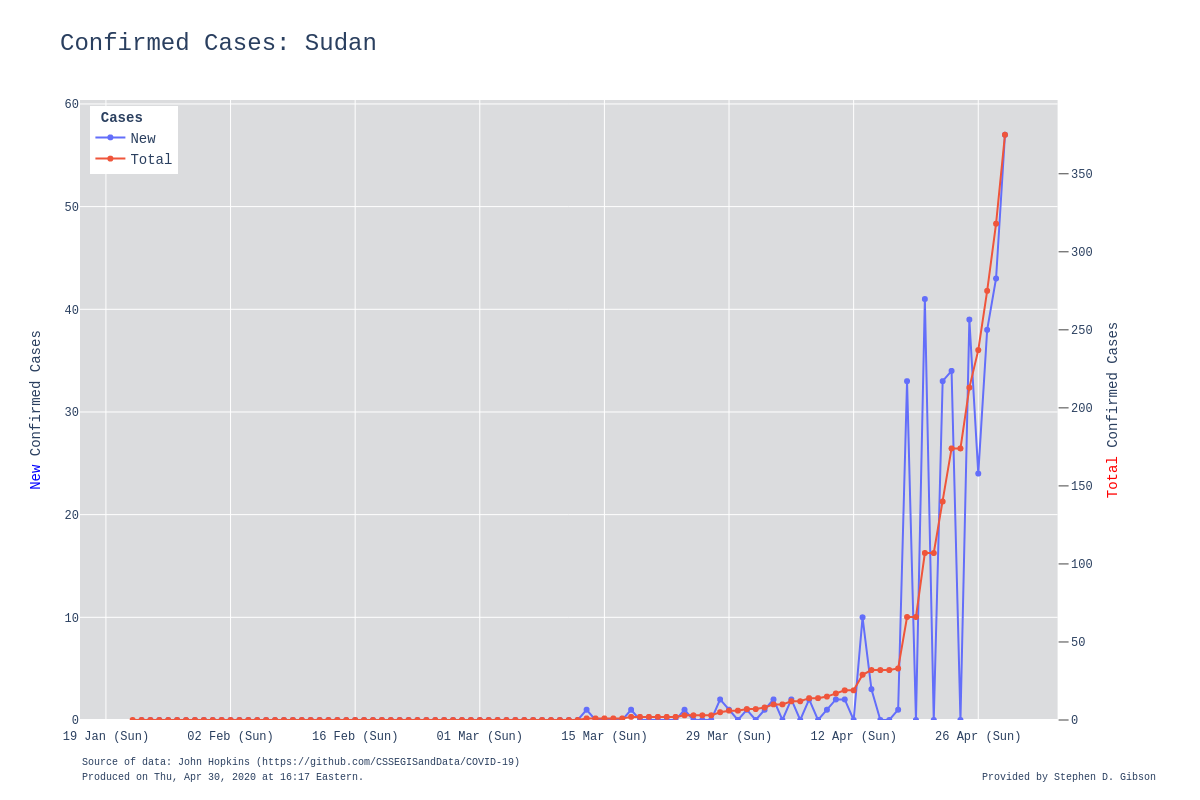 Confirmed Cases: Sudan
Cases
New
Total
60
50
40
30
20
10
0
New Confirmed Cases
350
300
250
200
150
100
50
0
Total Confirmed Cases
19 Jan (Sun)
02 Feb (Sun)
16 Feb (Sun)
01 Mar (Sun)
15 Mar (Sun)
29 Mar (Sun)
12 Apr (Sun)
26 Apr (Sun)
Source of data: John Hopkins (https://github.com/CSSEGISandData/COVID-19)
Produced on Thu, Apr 30, 2020 at 16:17 Eastern.
Provided by Stephen D. Gibson